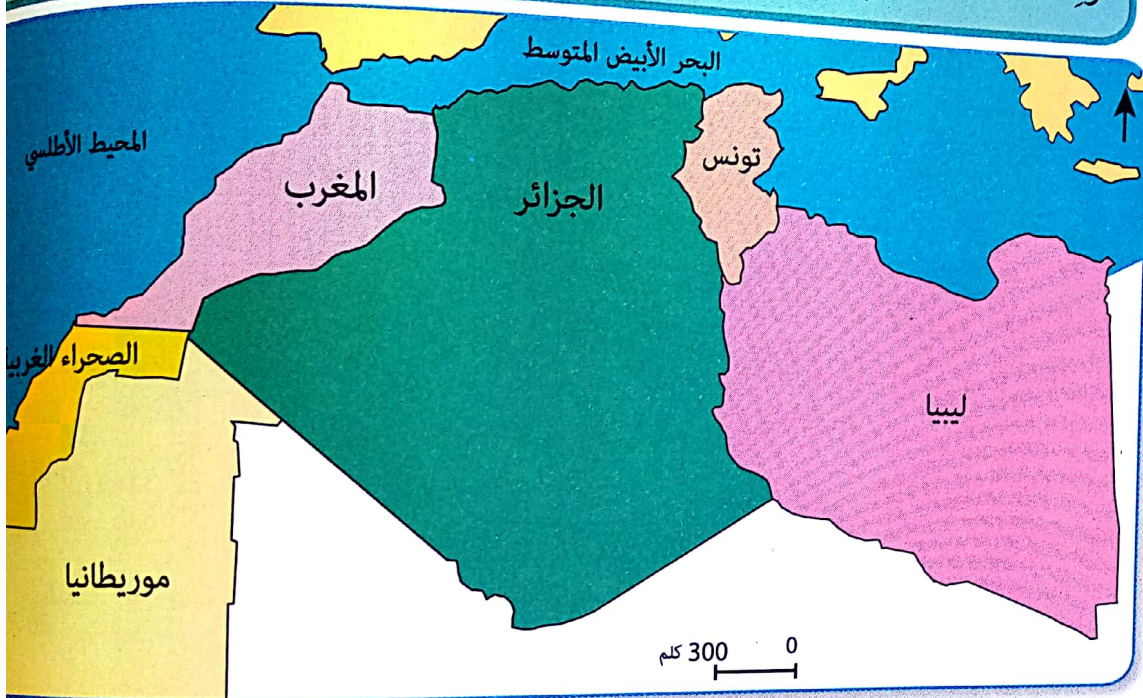 البحر الأبيض المتوسط
المحيط الأطلسي
تونس
المغرب
الجزائر
الصحراء الغربية
ليبيا
موريطانيا
0 300 كلم